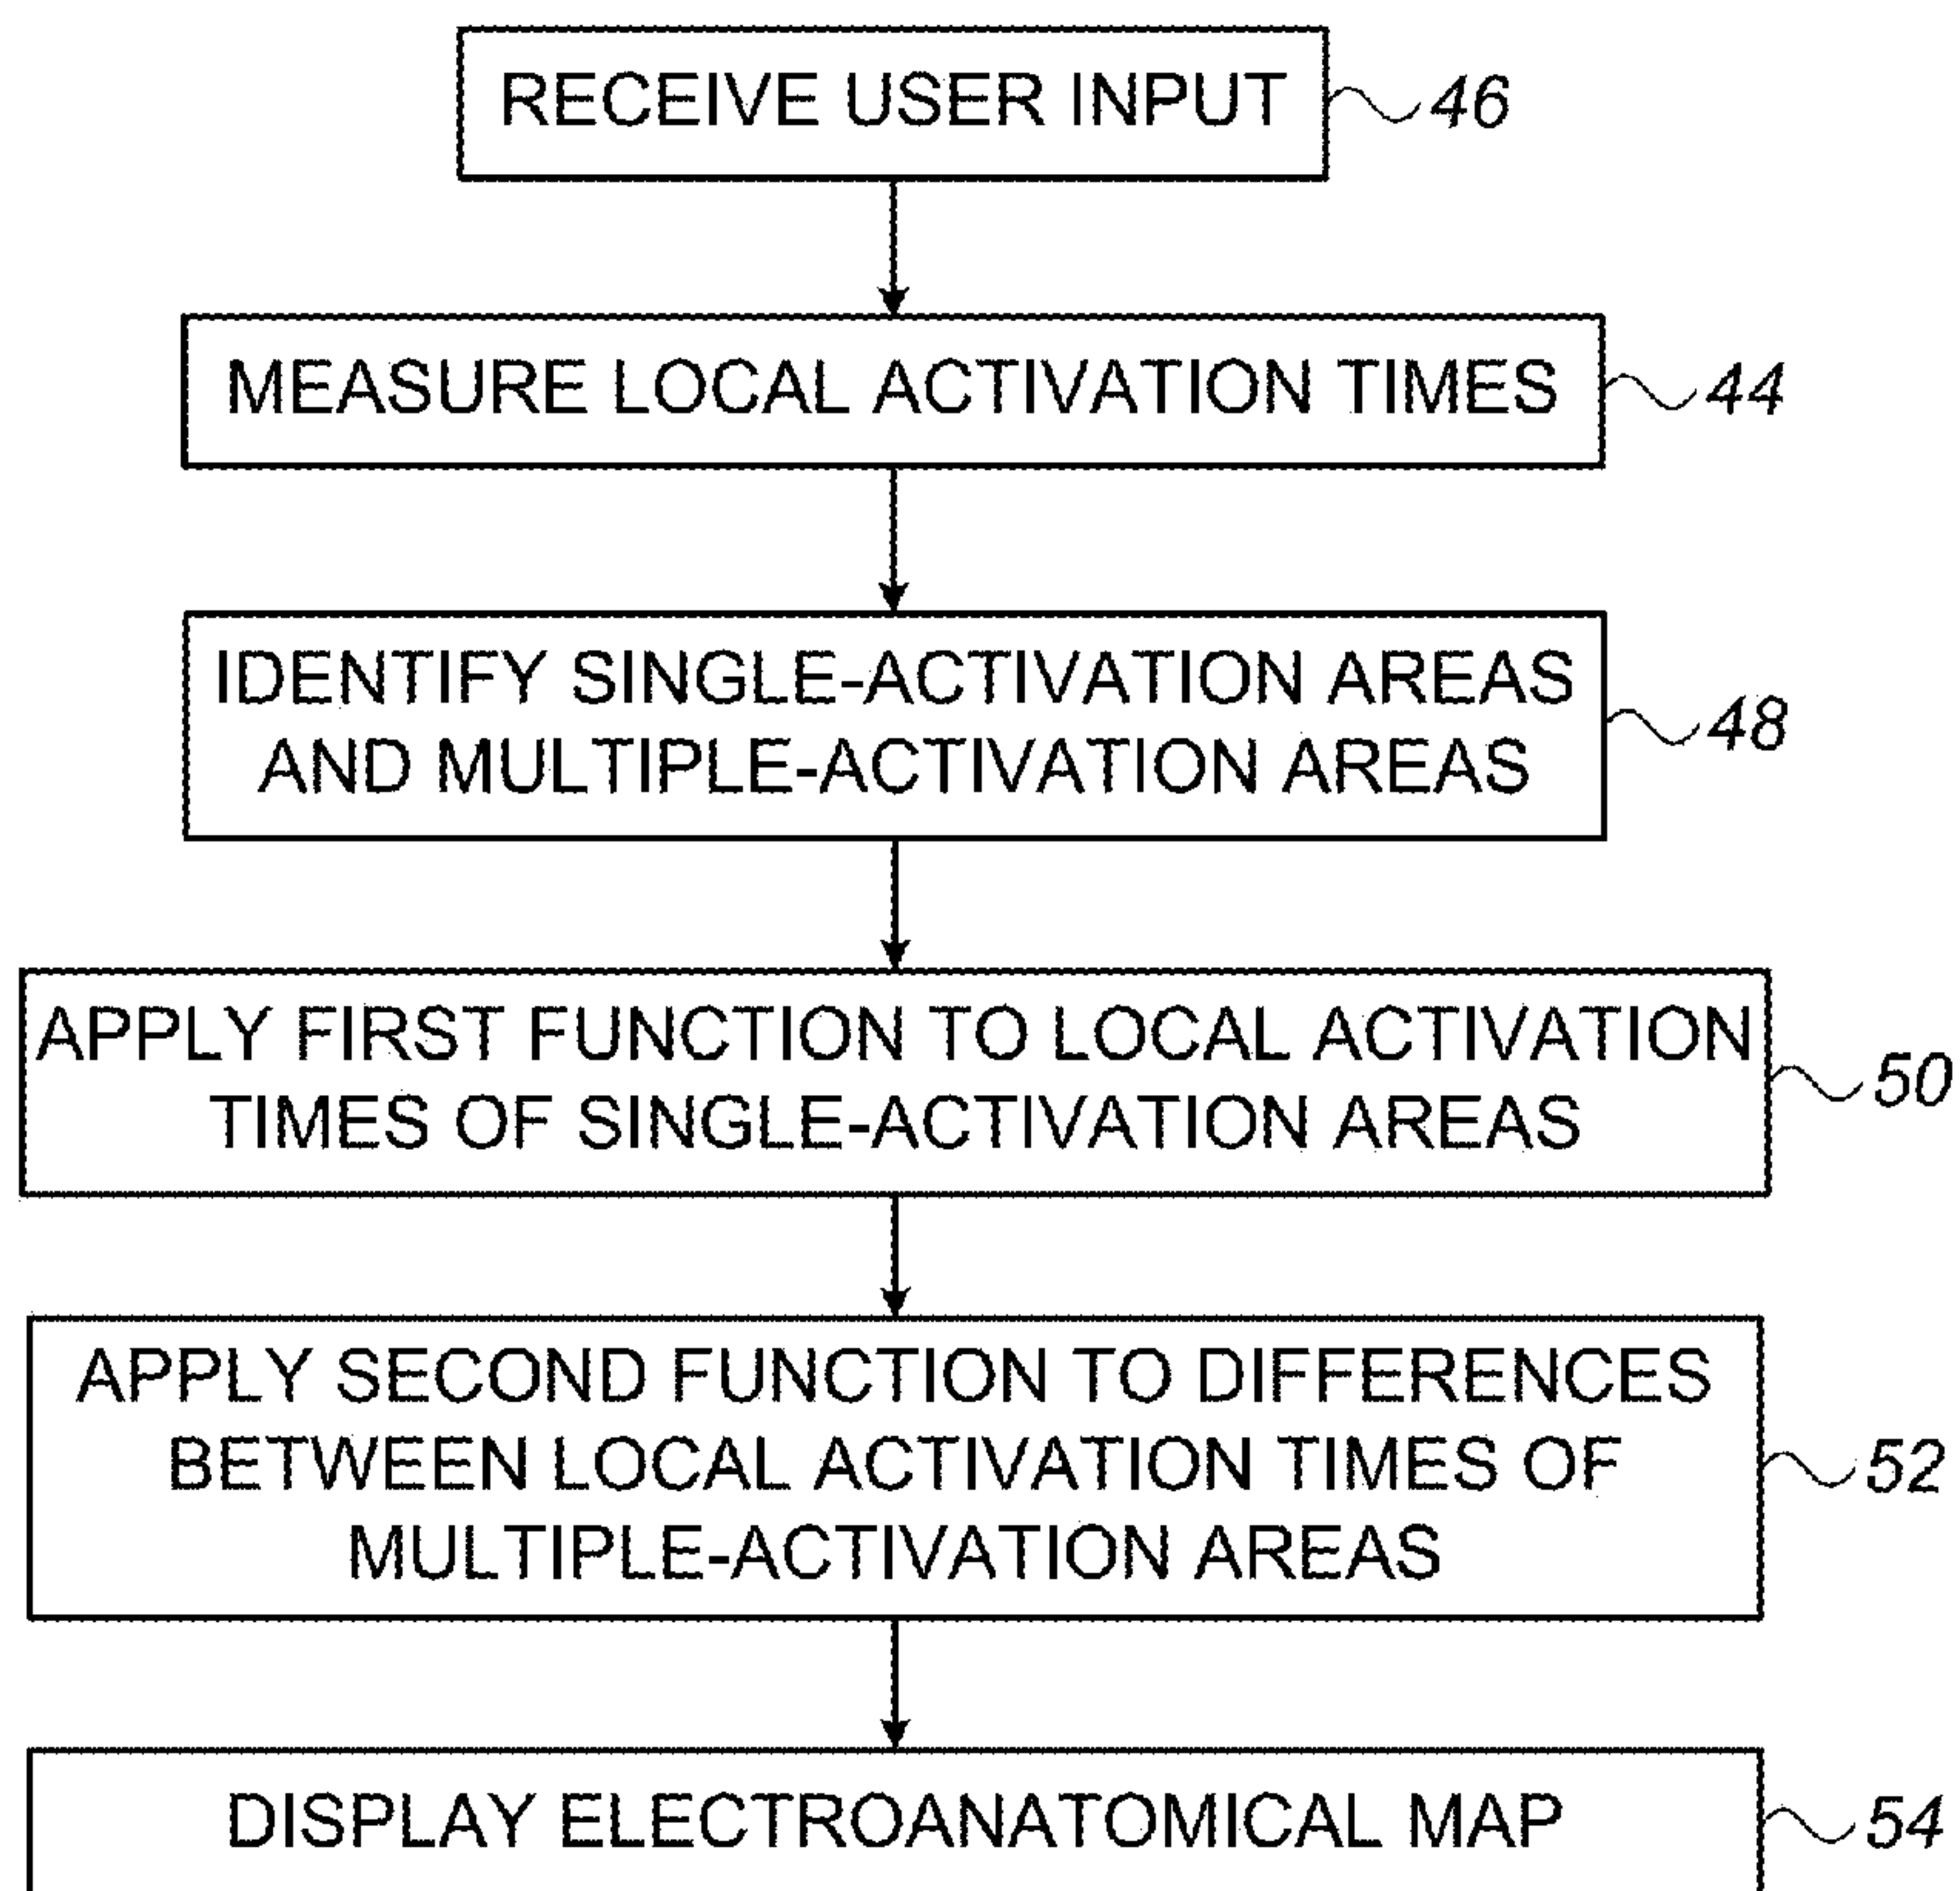 RECEIVE USER INPUT
46
MEASURE LOCAL ACTIVATION TIMES
44
IDENTIFY SINGLE-ACTIVATION AREAS
AND MULTIPLE-ACTIVATION AREAS
48
APPLY FIRST FUNCTION TO LOCAL ACTIVATION
TIMES OF SINGLE-ACTIVATION AREAS
50
APPLY SECOND FUNCTION TO DIFFERENCES
BETWEEN LOCAL ACTIVATION TIMES OF
MULTIPLE-ACTIVATION AREAS
52
DISPLAY ELECTROANATOMICAL MAP
54